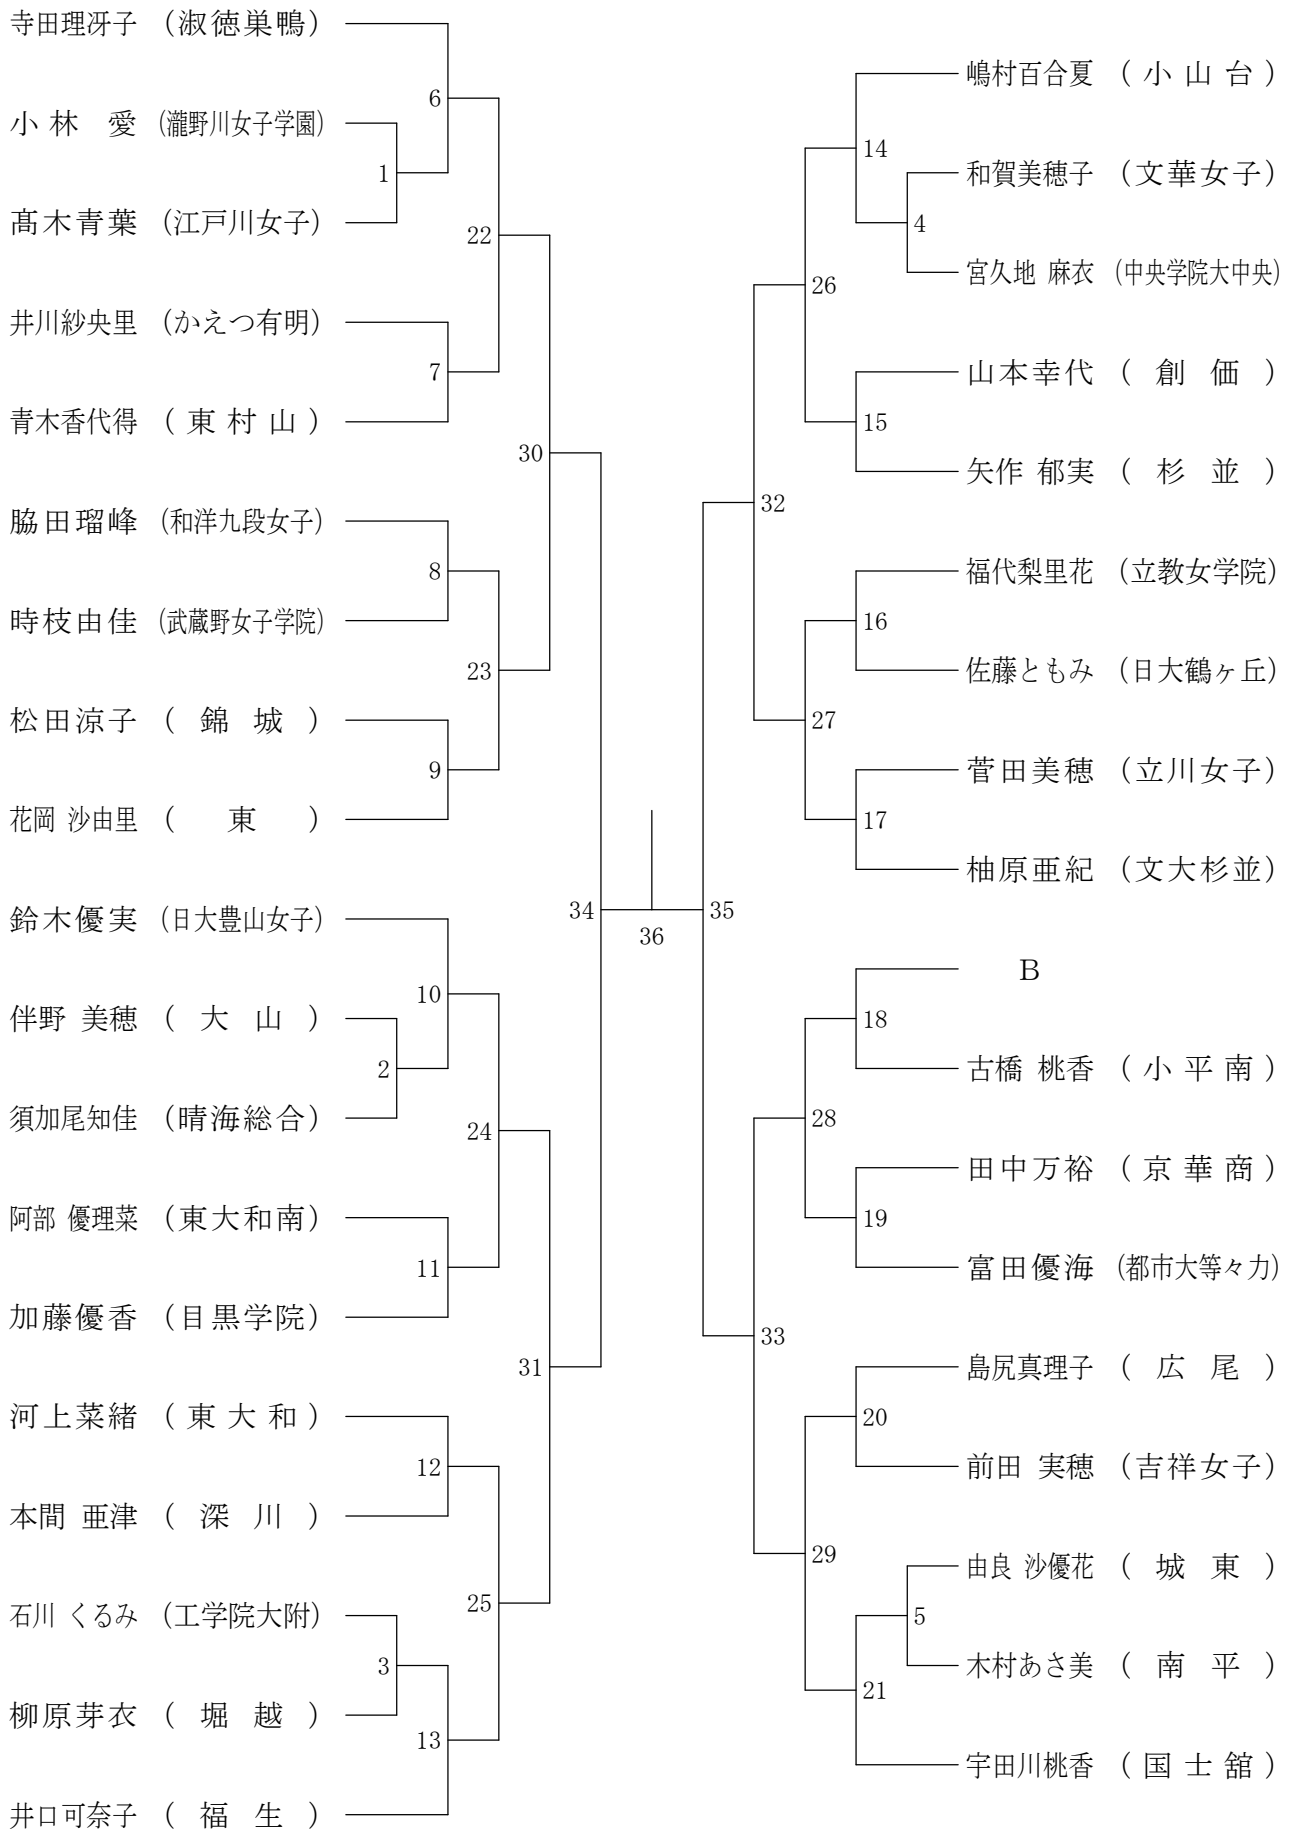 寺田理冴子 （淑徳巣鴨）
6
小林 愛 （瀧野川女子学園）
1
髙木青葉 （江戸川女子）
22
井川紗央里 （かえつ有明）
7
青木香代得 （東村山）
30
脇田瑠峰 （和洋九段女子）
8
時枝由佳 （武蔵野女子学院）
23
松田涼子 （錦城）
9
花岡 沙由里 （東）
鈴木優実 （日大豊山女子）
10
伴野 美穂 （大山）
2
須加尾知佳 （晴海総合）
24
阿部 優理菜 （東大和南）
11
加藤優香 （目黒学院）
31
河上菜緒 （東大和）
12
本間 亜津 （深川）
25
石川 くるみ （工学院大附）
3
柳原芽衣 （堀越）
13
井口可奈子 （福生）
34
36
35
嶋村百合夏 （小山台）
14
和賀美穂子 （文華女子）
4
宮久地 麻衣 （中央学院大中央）
26
山本幸代 （創価）
15
矢作 郁実 （杉並）
32
福代梨里花 （立教女学院）
16
佐藤ともみ （日大鶴ヶ丘）
27
菅田美穂 （立川女子）
17
柚原亜紀 （文大杉並）
B
18
古橋 桃香 （小平南）
28
田中万裕 （京華商）
19
富田優海 （都市大等々力）
33
島尻真理子 （広尾）
20
前田 実穂 （吉祥女子）
29
由良 沙優花 （城東）
5
木村あさ美 （南平）
21
宇田川桃香 （国士舘）